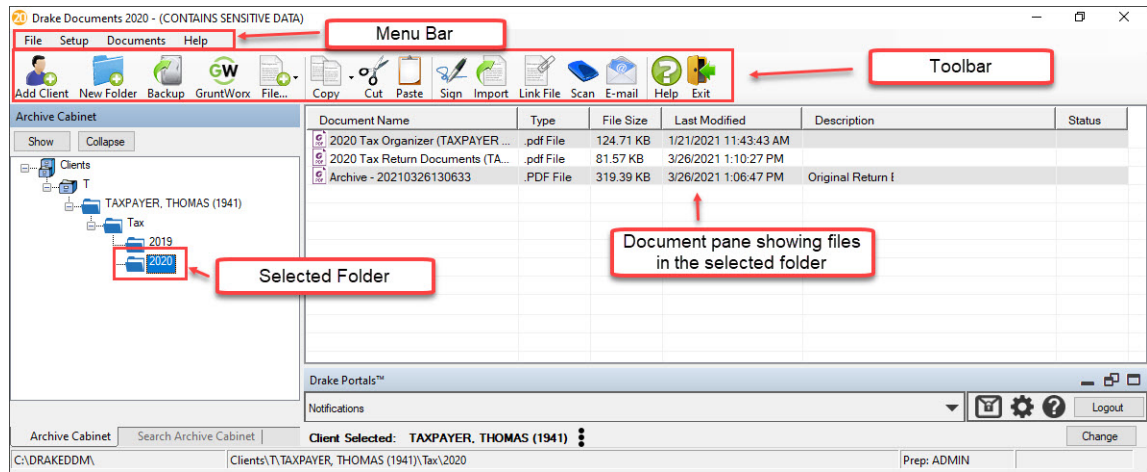 Drake Documents 2020 - (CONTAINS SENSITIVE DATA)
File Setup Documents Help
Menu Bar
Toolbar
GW
Add Client New Folder Backup GruntWorx File... Copy Cut Paste Sign Import Link File Scan E-mail Help Exit
Archive Cabinet
Show Collapse
Clients
T
TAXPAYER, THOMAS (1941)
Tax
2019
2020
Selected Folder
Document Name Type File Size Last Modified Description Status
2020 Tax Organizer (TAXPAYER ... .pdf File 124.71 KB 1/21/2021 11:43:43 AM
2020 Tax Return Documents (TA... .pdf File 81.57 KB 3/26/2021 1:10:27 PM
Archive - 20210326130633 .PDF File 319.39 KB 3/26/2021 1:06:47 PM Original Return E
Document pane showing files
in the selected folder
Drake Portals™
Notifications
Logout
Archive Cabinet Search Archive Cabinet
Client Selected: TAXPAYER, THOMAS (1941)
Change
C:\DRAKEDDM\ Clients\T\TAXPAYER, THOMAS (1941)\Tax\2020 Prep: ADMIN